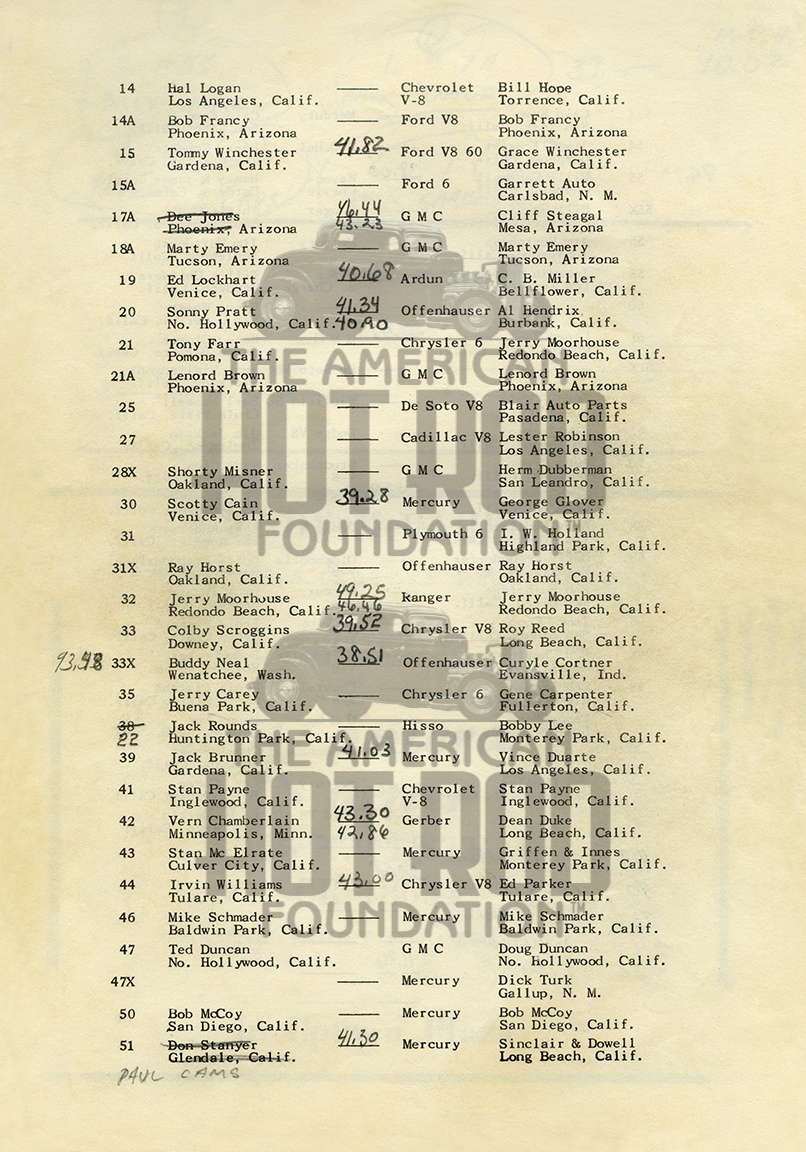 14 Hal Logan —— Chevrolet Bill Hope
Los Angeles, Calif. V-8 Torrence, Calif.
14A Bob Francy —— Ford V8 Bob Francy
Phoenix, Arizona Phoenix, Arizona
15 Tommy Winchester 41.82 Ford V8 60 Grace Winchester
Gardena, Calif. Gardena, Calif.
15A —— Ford 6 Garrett Auto
Carlsbad, N. M.
17A Dee Jones 46.44 G M C Cliff Steagal
Phoenix, Arizona 43.23 Mesa, Arizona
18A Marty Emery —— G M C Marty Emery
Tucson, Arizona Tucson, Arizona
19 Ed Lockhart 40.68 Ardun C. B. Miller
Venice, Calif. Bellflower, Calif.
20 Sonny Pratt 41.34 Offenhauser Al Hendrix
No. Hollywood, Calif. 40.90 Burbank, Calif.
21 Tony Farr —— Chrysler 6 Jerry Moorhouse
Pomona, Calif. Redondo Beach, Calif.
THE AMERICAN
21A Lenord Brown —— G M C Lenord Brown
Phoenix, Arizona Phoenix, Arizona
25 —— De Soto V8 Blair Auto Parts
Pasadena, Calif.
HOT ROD
27 —— Cadillac V8 Lester Robinson
Los Angeles, Calif.
28X Shorty Misner —— G M C Herm Dubberman
Oakland, Calif. San Leandro, Calif.
30 Scotty Cain 39.28 Mercury George Glover
Venice, Calif. Venice, Calif.
31 —— Plymouth 6 I. W. Holland
Highland Park, Calif.
FOUNDATION™
31X Ray Horst —— Offenhauser Ray Horst
Oakland, Calif. Oakland, Calif.
32 Jerry Moorhouse 49.25 Ranger Jerry Moorhouse
Redondo Beach, Calif. 46.46 Redondo Beach, Calif.
33 Colby Scroggins 39.52 Chrysler V8 Roy Reed
Downey, Calif. Long Beach, Calif.
33X Buddy Neal 38.51 Offenhauser Curyle Cortner
Wenatchee, Wash. Evansville, Ind.
35 Jerry Carey —— Chrysler 6 Gene Carpenter
Buena Park, Calif. Fullerton, Calif.
38 Jack Rounds —— Hisso Bobby Lee
22 Huntington Park, Calif. Monterey Park, Calif.
THE AMERICAN
39 Jack Brunner 41.03 Mercury Vince Duarte
Gardena, Calif. Los Angeles, Calif.
41 Stan Payne —— Chevrolet Stan Payne
Inglewood, Calif. V-8 Inglewood, Calif.
HOT ROD
42 Vern Chamberlain 43.30 Gerber Dean Duke
Minneapolis, Minn. 42.86 Long Beach, Calif.
43 Stan Mc Elrate —— Mercury Griffen & Innes
Culver City, Calif. Monterey Park, Calif.
44 Irvin Williams 43.00 Chrysler V8 Ed Parker
Tulare, Calif. Tulare, Calif.
FOUNDATION™
46 Mike Schmader —— Mercury Mike Schmader
Baldwin Park, Calif. Baldwin Park, Calif.
47 Ted Duncan G M C Doug Duncan
No. Hollywood, Calif. No. Hollywood, Calif.
47X —— Mercury Dick Turk
Gallup, N. M.
50 Bob McCoy —— Mercury Bob McCoy
San Diego, Calif. San Diego, Calif.
51 Don Stanyer 41.30 Mercury Sinclair & Dowell
Glendale, Calif. Long Beach, Calif.
PAUL CAMS